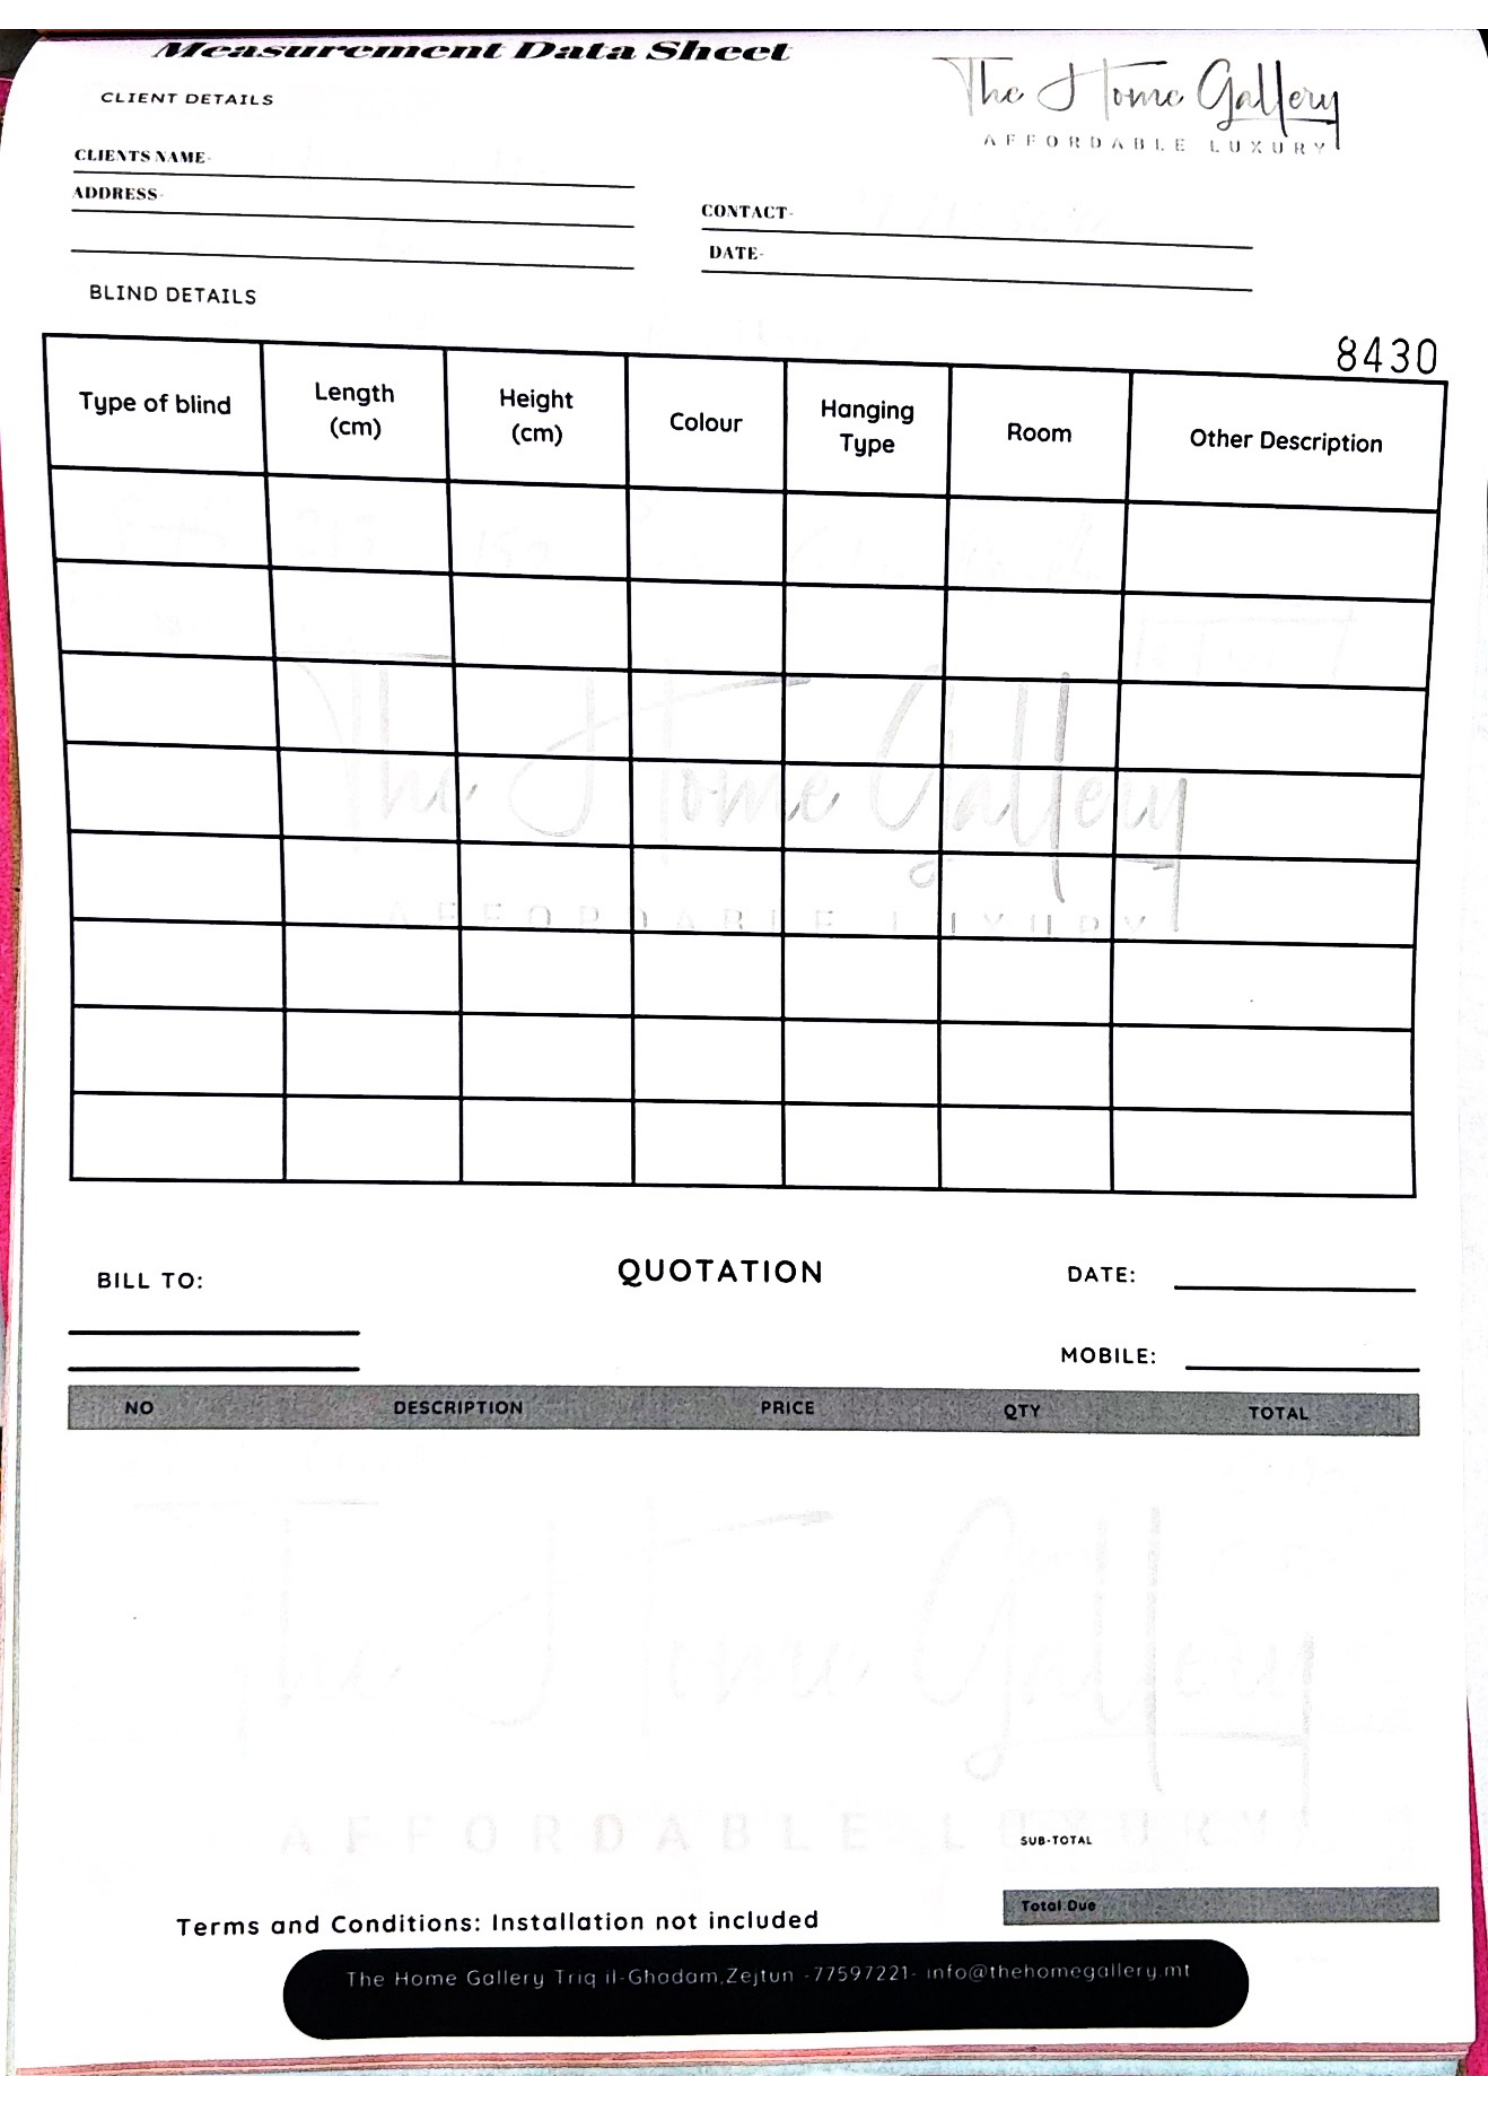 Measurement Data Sheet
The Home Gallery
AFFORDABLE LUXURY
CLIENT DETAILS
CLIENTS NAME-
ADDRESS-
CONTACT-
DATE-
BLIND DETAILS
8430
Type of blind Length (cm) Height (cm) Colour Hanging Type Room Other Description
The Home Gallery
AFFORDABLE LUXURY
QUOTATION
BILL TO:
DATE:
MOBILE:
NO DESCRIPTION PRICE QTY TOTAL
The Home Gallery
AFFORDABLE LUXURY
SUB-TOTAL
Total Due
Terms and Conditions: Installation not included
The Home Gallery Triq il-Ghadam,Zejtun -77597221- info@thehomegallery.mt